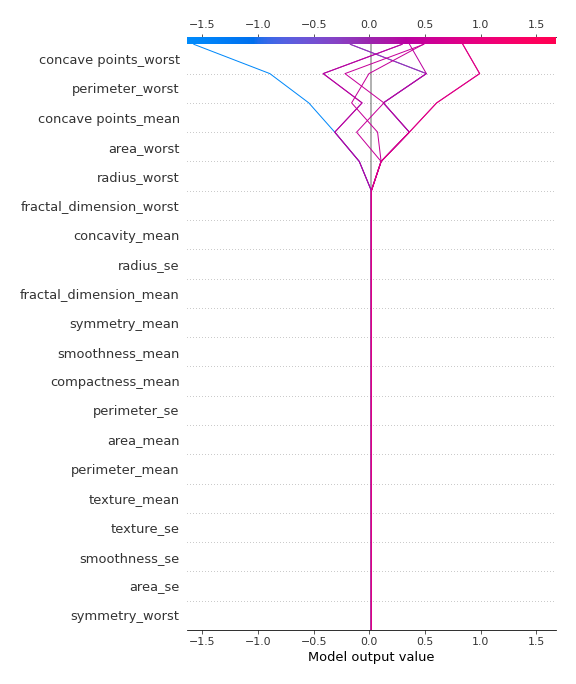 −1.5 −1.0 −0.5 0.0 0.5 1.0 1.5
concave points_worst
perimeter_worst
concave points_mean
area_worst
radius_worst
fractal_dimension_worst
concavity_mean
radius_se
fractal_dimension_mean
symmetry_mean
smoothness_mean
compactness_mean
perimeter_se
area_mean
perimeter_mean
texture_mean
texture_se
smoothness_se
area_se
symmetry_worst
−1.5 −1.0 −0.5 0.0 0.5 1.0 1.5
Model output value